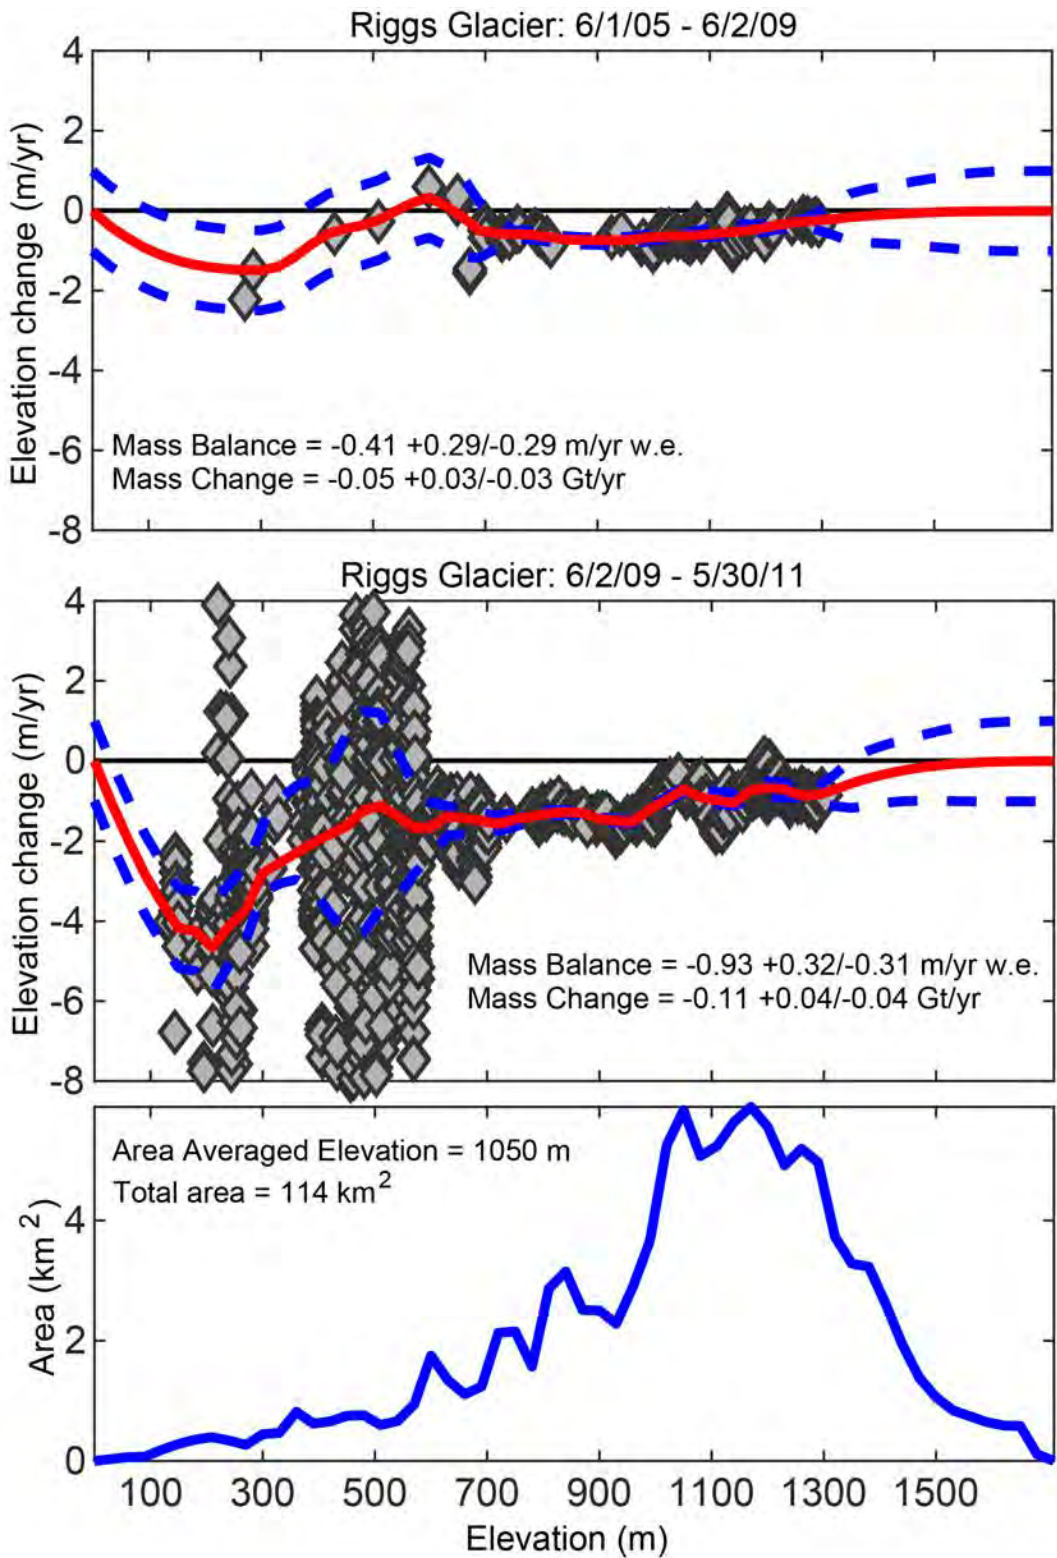 Riggs Glacier: 6/1/05 - 6/2/09
4
2
0
-2
-4
-6
-8
Elevation change (m/yr)
Mass Balance = -0.41 +0.29/-0.29 m/yr w.e.
Mass Change = -0.05 +0.03/-0.03 Gt/yr
Riggs Glacier: 6/2/09 - 5/30/11
4
2
0
-2
-4
-6
-8
Elevation change (m/yr)
Mass Balance = -0.93 +0.32/-0.31 m/yr w.e.
Mass Change = -0.11 +0.04/-0.04 Gt/yr
Area Averaged Elevation = 1050 m
Total area = 114 km²
4
2
0
Area (km²)
100 300 500 700 900 1100 1300 1500
Elevation (m)